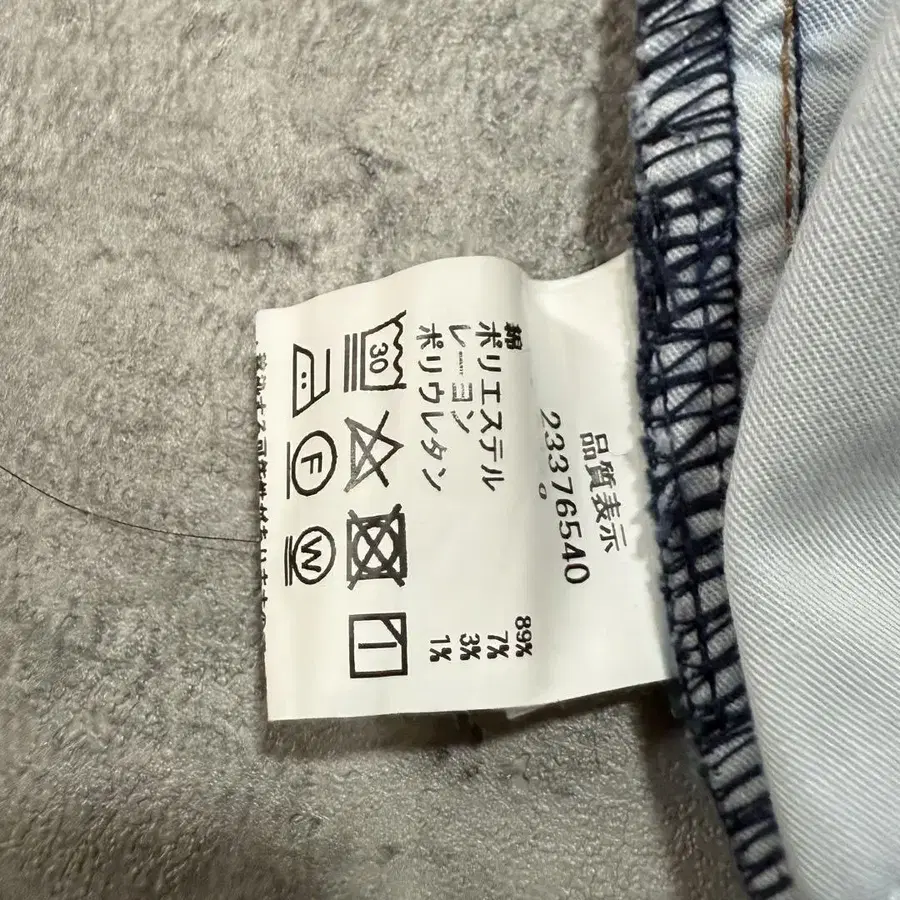 品質表示
23376540
綿 89%
ポリエステル 7%
レーヨン 3%
ポリウレタン 1%
30
F W